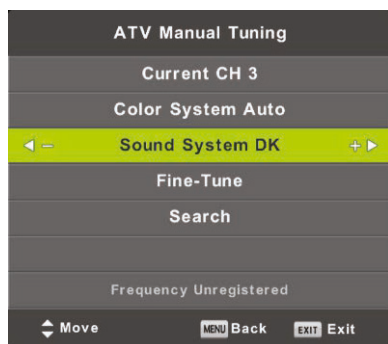 ATV Manual Tuning
Current CH 3
Color System Auto
− Sound System DK +
Fine-Tune
Search
Frequency Unregistered
Move MENU Back EXIT Exit